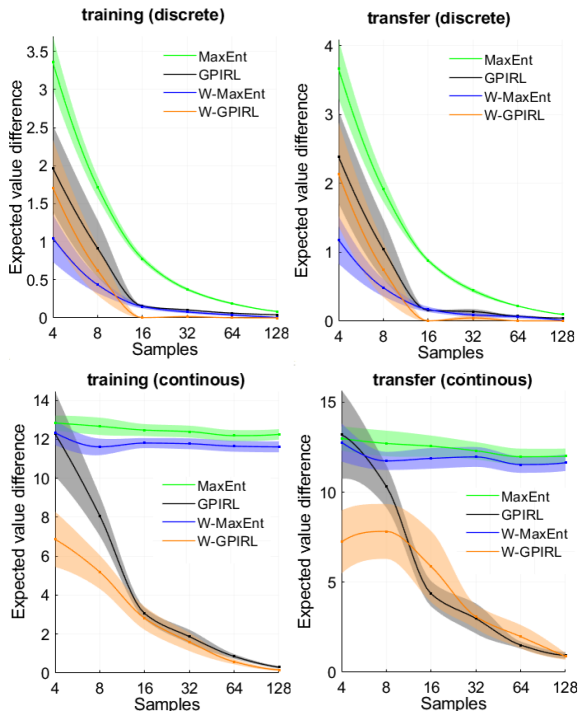 training (discrete)
Expected value difference
3.5
3
2.5
2
1.5
1
0.5
0
4
8
16
32
64
128
Samples
MaxEnt
GPIRL
W-MaxEnt
W-GPIRL
transfer (discrete)
Expected value difference
4
3
2
1
0
4
8
16
32
64
128
Samples
MaxEnt
GPIRL
W-MaxEnt
W-GPIRL
training (continous)
Expected value difference
14
12
10
8
6
4
2
0
4
8
16
32
64
128
Samples
MaxEnt
GPIRL
W-MaxEnt
W-GPIRL
transfer (continous)
Expected value difference
15
10
5
0
4
8
16
32
64
128
Samples
MaxEnt
GPIRL
W-MaxEnt
W-GPIRL